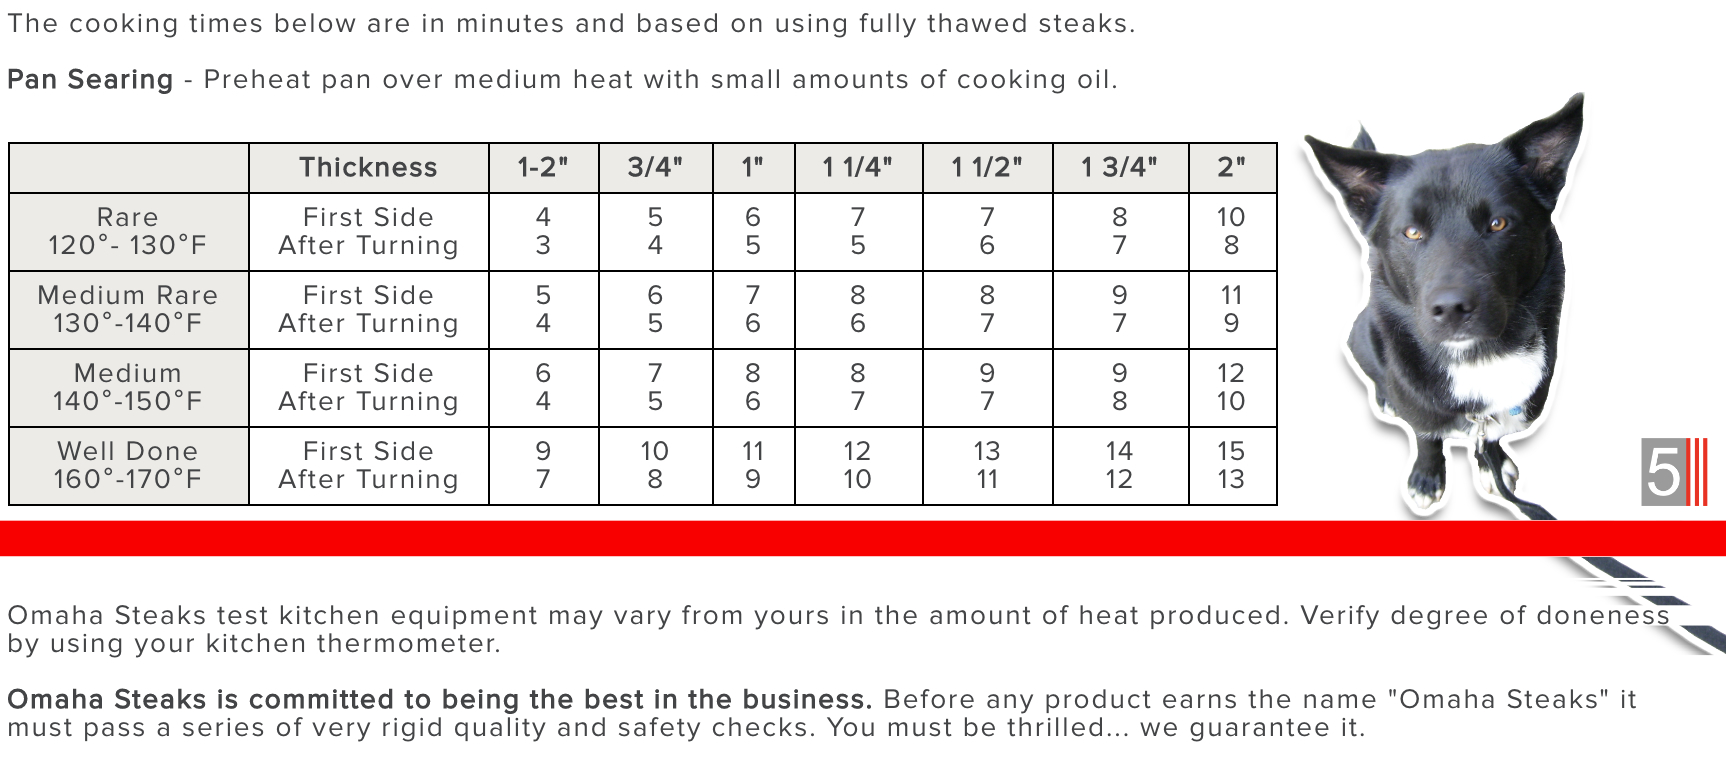 The cooking times below are in minutes and based on using fully thawed steaks.
Pan Searing - Preheat pan over medium heat with small amounts of cooking oil.
Thickness 1-2" 3/4" 1" 1 1/4" 1 1/2" 1 3/4" 2"
Rare First Side 4 5 6 7 7 8 10
120°- 130°F After Turning 3 4 5 5 6 7 8
Medium Rare First Side 5 6 7 8 8 9 11
130°-140°F After Turning 4 5 6 6 7 7 9
Medium First Side 6 7 8 8 9 9 12
140°-150°F After Turning 4 5 6 7 7 8 10
Well Done First Side 9 10 11 12 13 14 15
160°-170°F After Turning 7 8 9 10 11 12 13
5
Omaha Steaks test kitchen equipment may vary from yours in the amount of heat produced. Verify degree of doneness
by using your kitchen thermometer.
Omaha Steaks is committed to being the best in the business. Before any product earns the name "Omaha Steaks" it
must pass a series of very rigid quality and safety checks. You must be thrilled... we guarantee it.